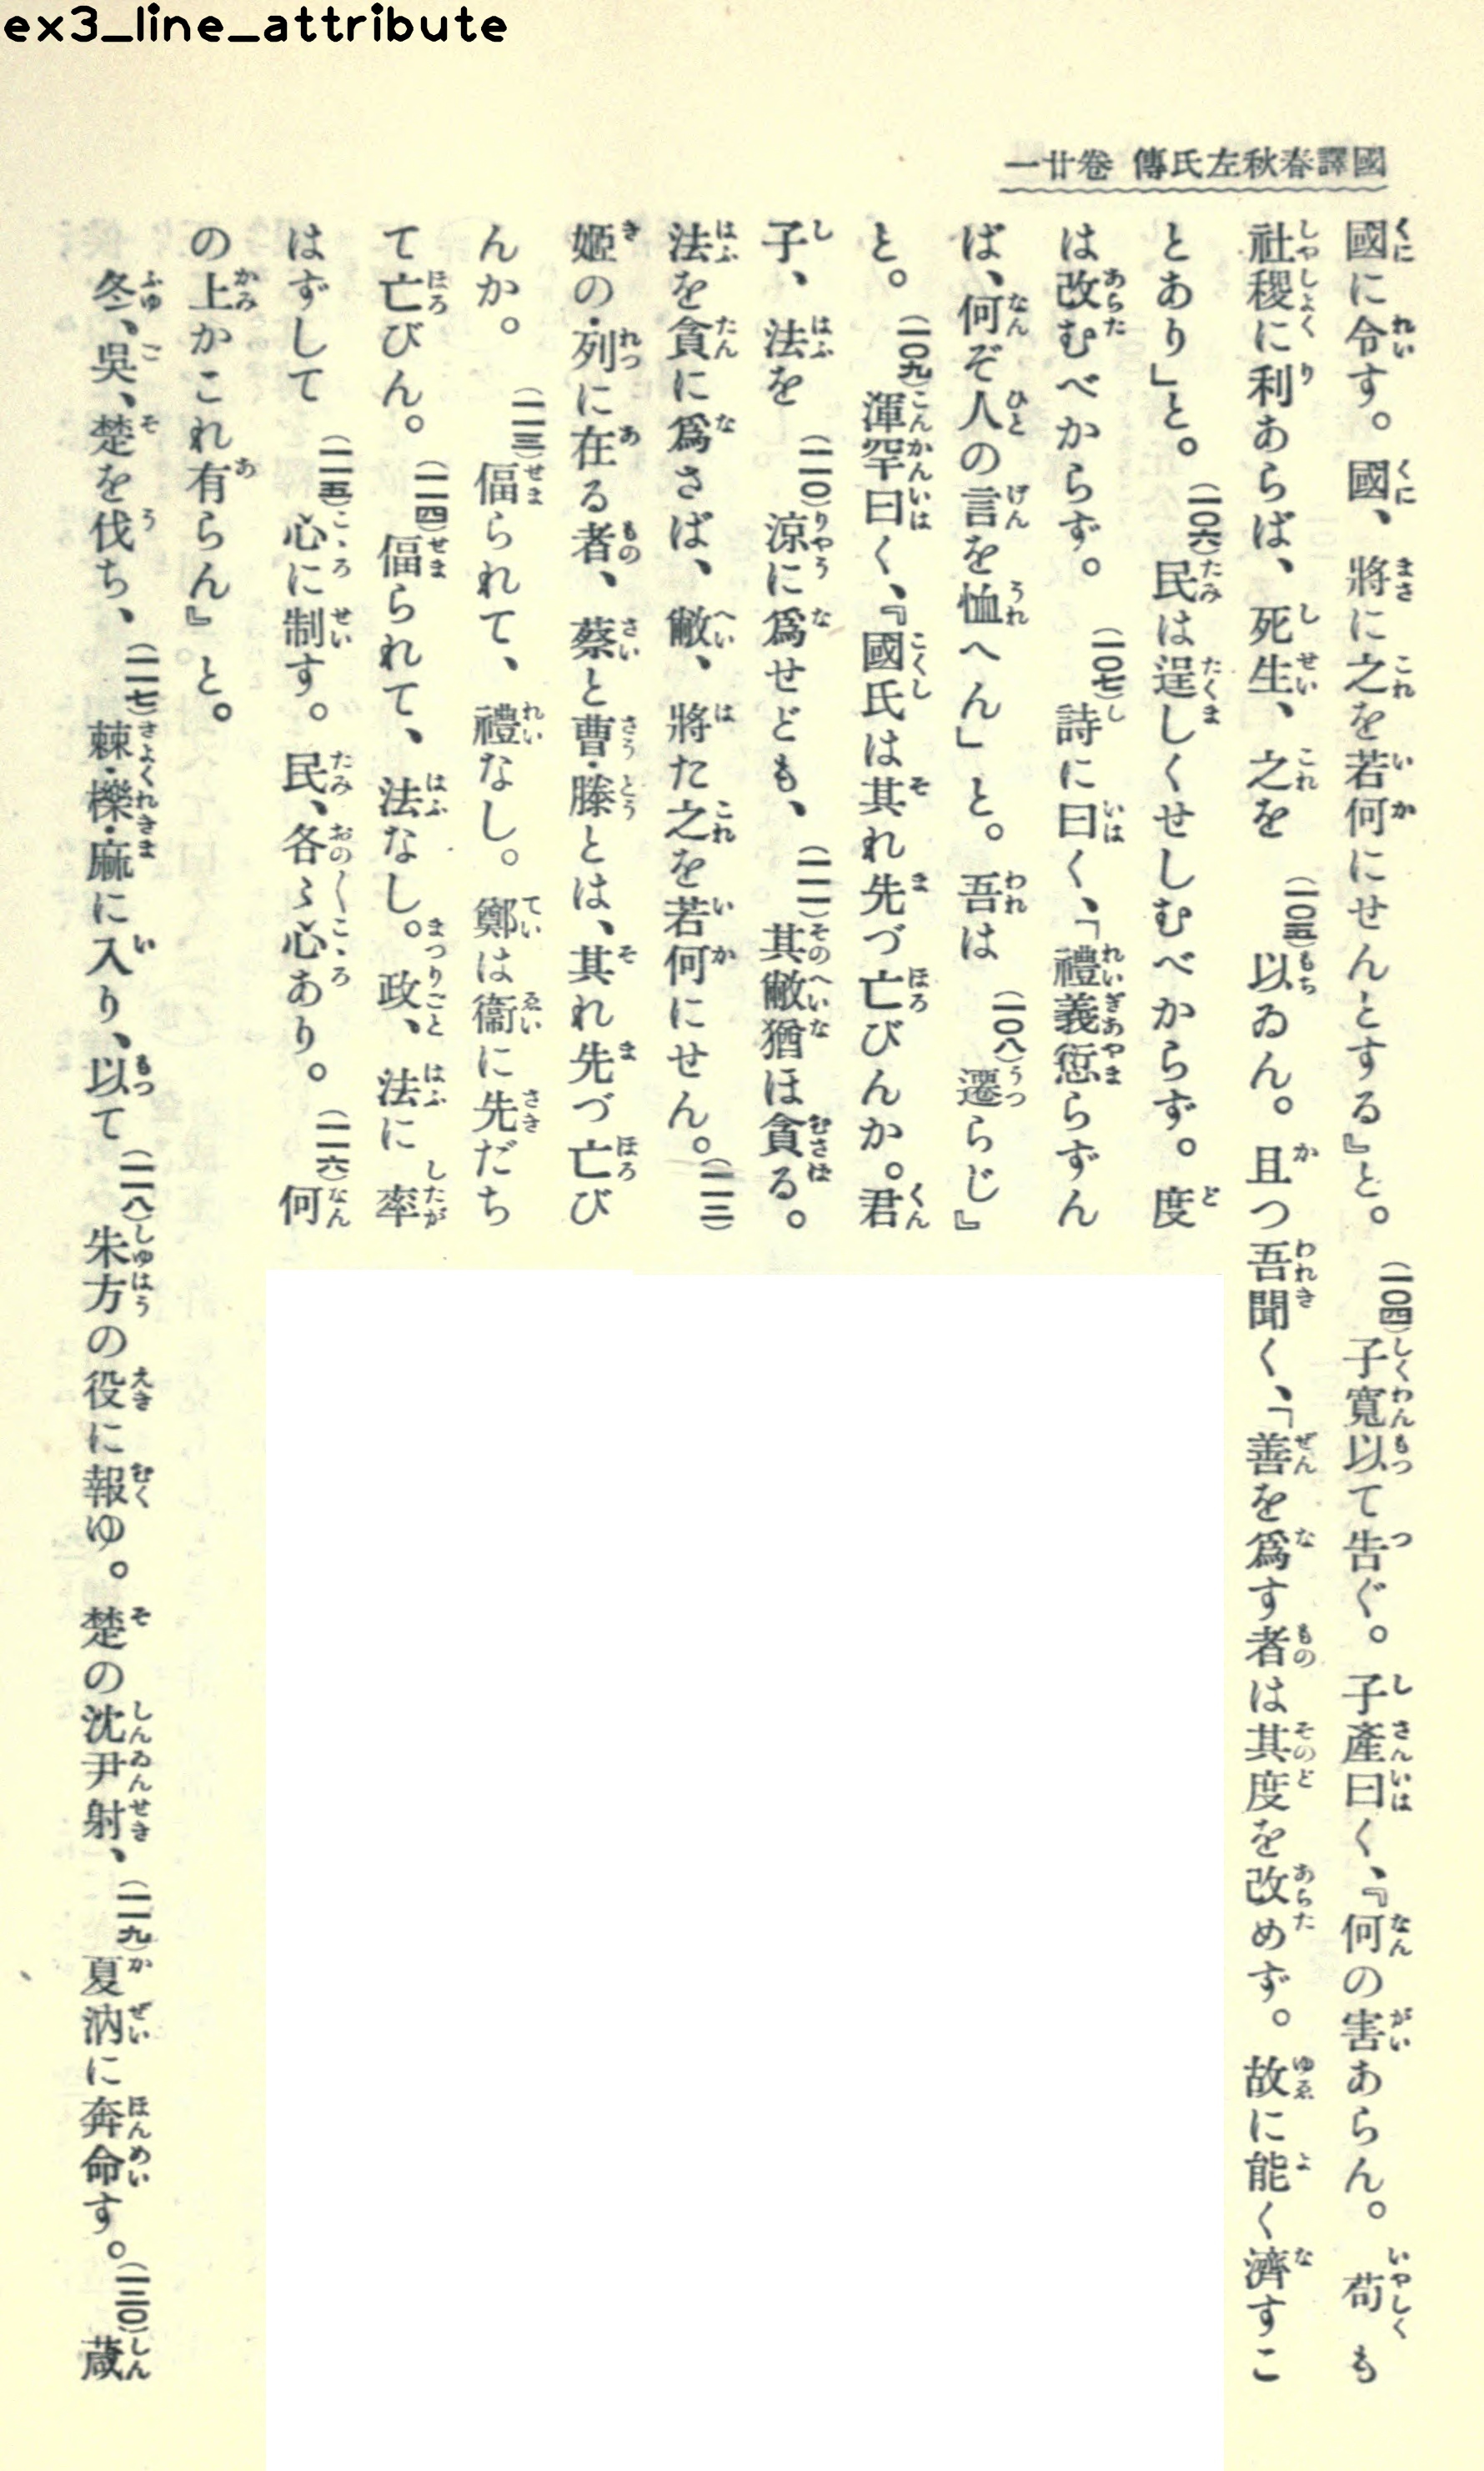 ex3_line_attribute
國譯春秋左氏傳 卷廿一
國に令す。國、將に之を若何にせんとする』と。(一〇四)子寬以て告ぐ。子產曰く、『何の害あらん。苟も
社稷に利あらば、死生、之を(一〇五)以ゐん。且つ吾聞く、「善を爲す者は其度を改めず。故に能く濟すこ
とあり」と。(一〇六)民は逞しくせしむべからず。度
は改むべからず。(一〇七)詩に曰く、「禮義愆らずん
ば、何ぞ人の言を恤へん」と。吾は(一〇八)遷らじ』
と。(一〇九)渾罕曰く、『國氏は其れ先づ亡びんか。君
子、法を(一一〇)涼に爲せども、(一一一)其敝猶ほ貪る。
法を貪に爲さば、敝、將た之を若何にせん。(一一二)
姬の・列に在る者、蔡と曹・滕とは、其れ先づ亡び
んか。(一一三)偪られて、禮なし。鄭は衞に先だち
て亡びん。(一一四)偪られて、法なし。政、法に率
はずして(一一五)心に制す。民、各〻心あり。(一一六)何
の上かこれ有らん』と。
冬、吳、楚を伐ち、(一一七)棘・櫟・麻に入り、以て(一一八)朱方の役に報ゆ。楚の沈尹射、(一一九)夏汭に奔命す。(一二〇)蒧